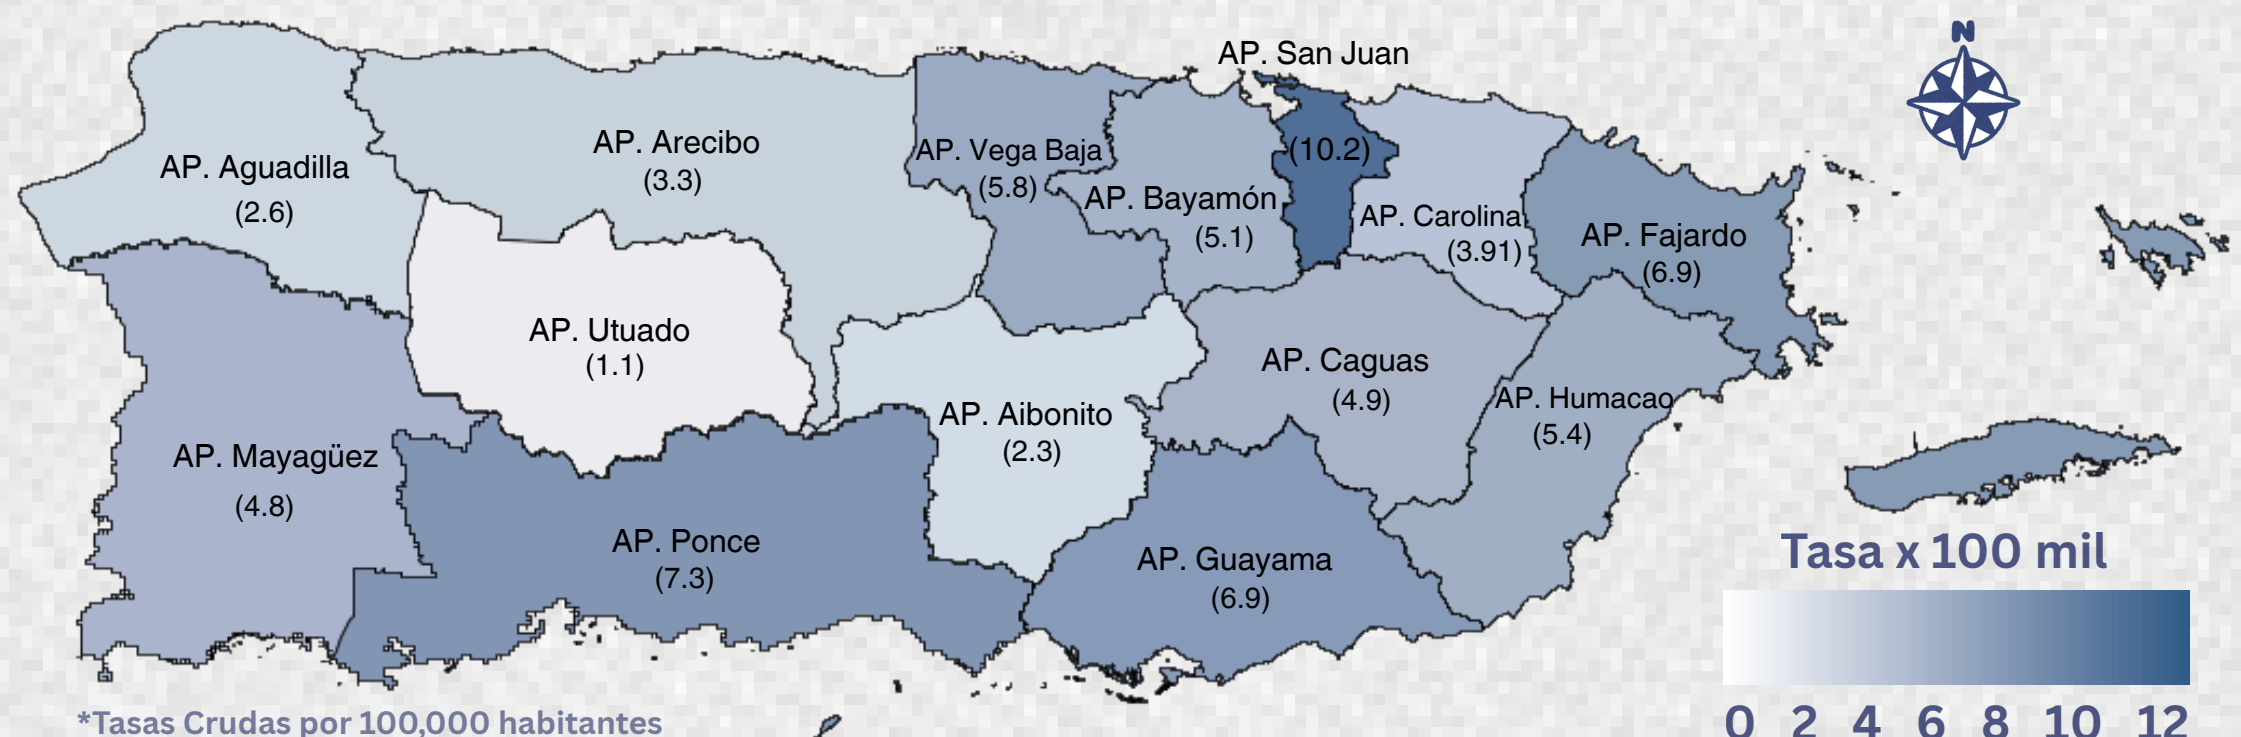 N
AP. San Juan
(10.2)
AP. Aguadilla
(2.6)
AP. Arecibo
(3.3)
AP. Vega Baja
(5.8)
AP. Bayamón
(5.1)
AP. Carolina
(3.91)
AP. Fajardo
(6.9)
AP. Utuado
(1.1)
AP. Caguas
(4.9)
AP. Humacao
(5.4)
AP. Aibonito
(2.3)
AP. Mayagüez
(4.8)
AP. Ponce
(7.3)
AP. Guayama
(6.9)
Tasa x 100 mil
0 2 4 6 8 10 12
*Tasas Crudas por 100,000 habitantes